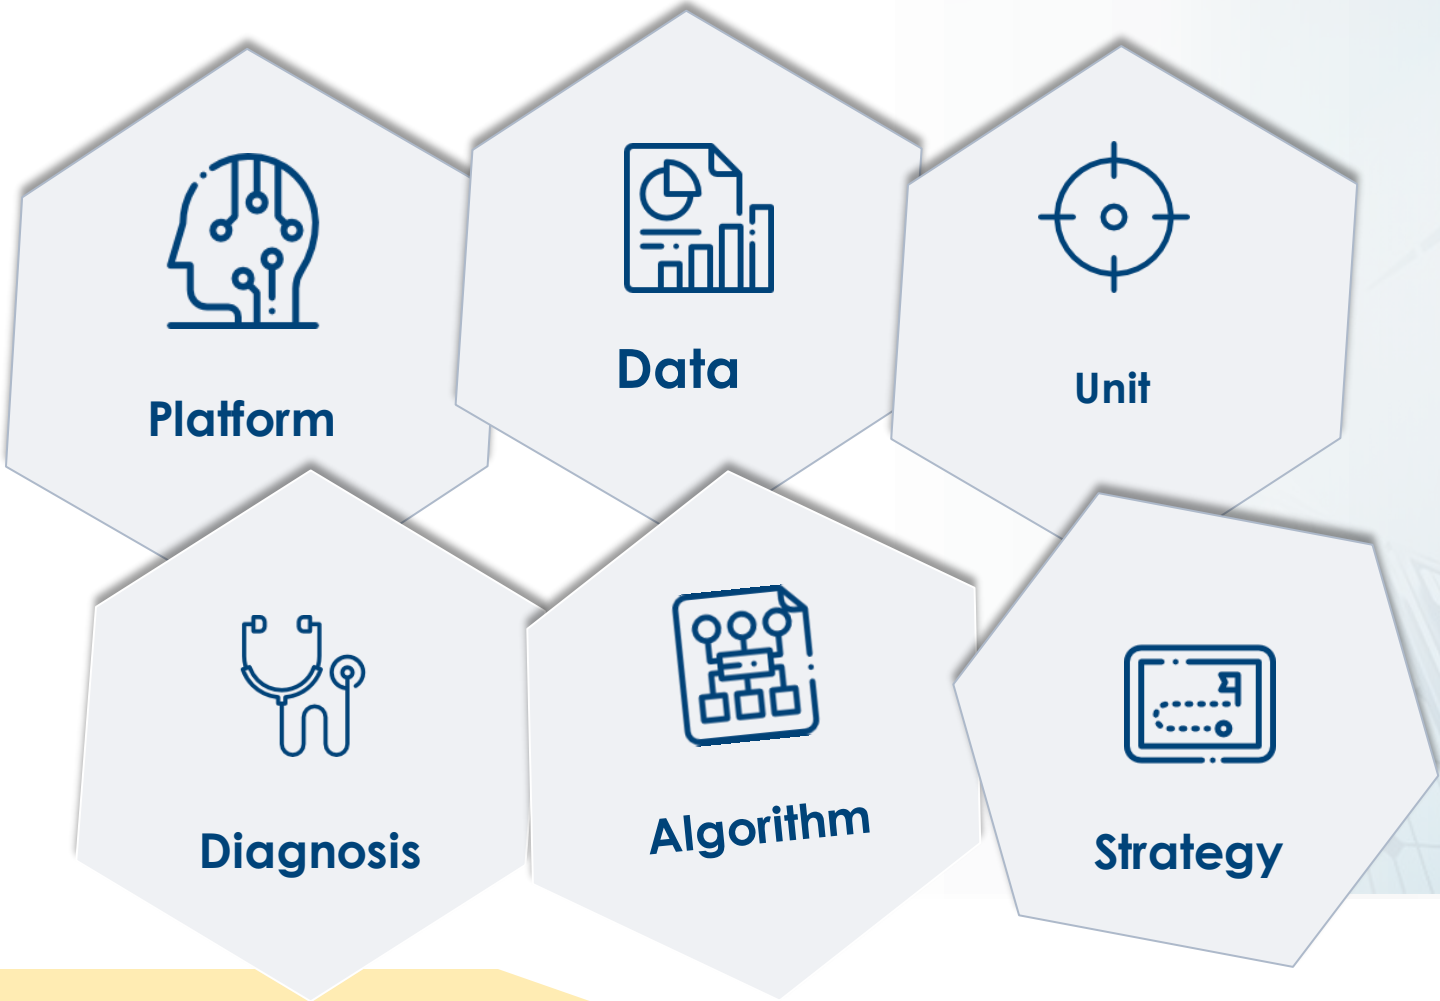 Platform
Data
Unit
Diagnosis
Algorithm
Strategy